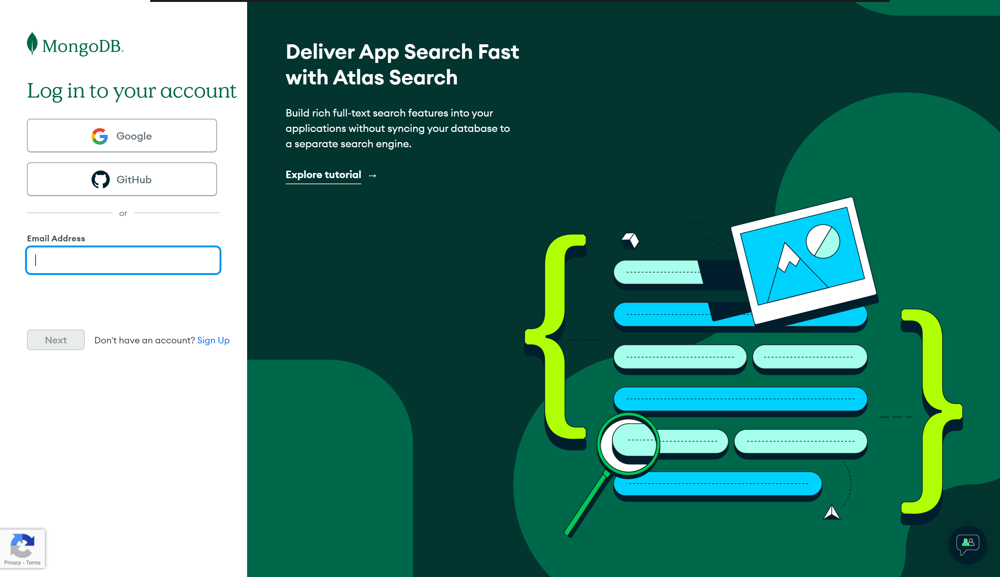 MongoDB®
Log in to your account
Google
GitHub
or
Email Address
Next
Don't have an account? Sign Up
Privacy - Terms
Deliver App Search Fast
with Atlas Search
Build rich full-text search features into your
applications without syncing your database to
a separate search engine.
Explore tutorial →